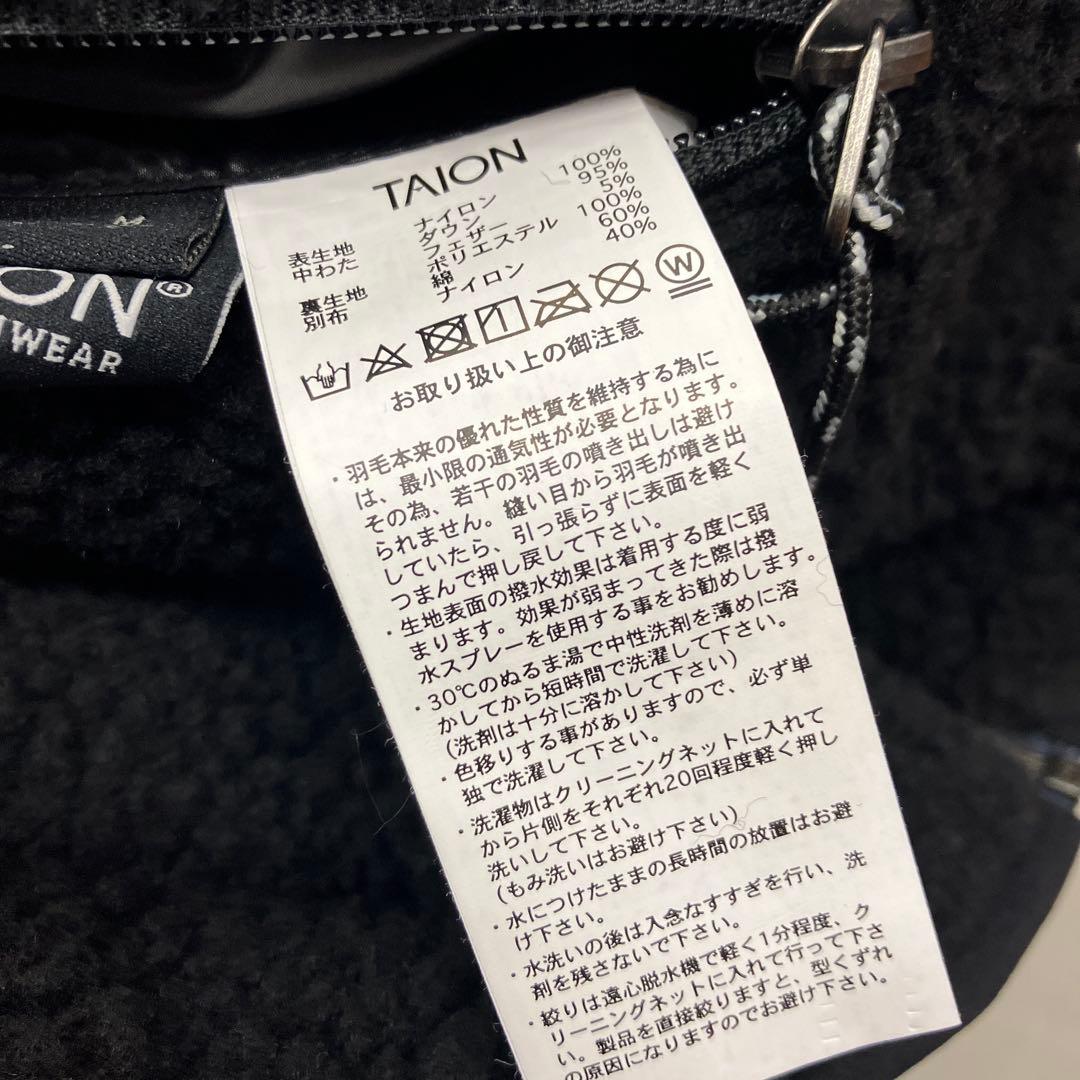 TAION
表生地 ナイロン 100%
中わた ダウン 95%
フェザー 5%
裏生地 ポリエステル 100%
別布 綿 60%
ナイロン 40%
W
お取り扱い上の御注意
・羽毛本来の優れた性質を維持する為に
は、最小限の通気性が必要となります。
その為、若干の羽毛の噴き出しは避け
られません。縫い目から羽毛が噴き出
していたら、引っ張らずに表面を軽く
つまんで押し戻して下さい。
・生地表面の撥水効果は着用する度に弱
まります。効果が弱まってきた際は撥
水スプレーを使用する事をお勧めします。
・30℃のぬるま湯で中性洗剤を薄めに溶
かしてから短時間で洗濯して下さい。
(洗剤は十分に溶かして下さい)
・色移りする事がありますので、必ず単
独で洗濯して下さい。
・洗濯物はクリーニングネットに入れて
から片側をそれぞれ20回程度軽く押し
洗いして下さい。
(もみ洗いはお避け下さい)
・水につけたままの長時間の放置はお避
け下さい。
・水洗いの後は入念なすすぎを行い、洗
剤を残さないで下さい。
・絞りは遠心脱水機で軽く1分程度、ク
リーニングネットに入れて行って下さ
い。製品を直接絞りますと、型くずれ
の原因になりますのでお避け下さい。
M
ION®
NWEAR